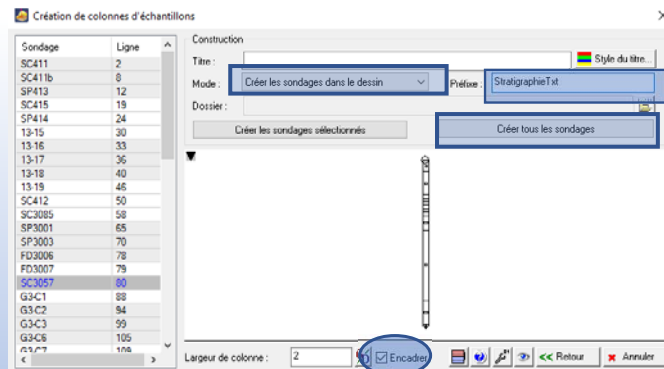 Création de colonnes d'échantillons
Construction
Sondage Ligne
SC411 2
SC411b 8
SP413 12
SC415 19
SP414 24
13-15 30
13-16 33
13-17 36
13-18 40
13-19 46
SC412 50
SC3085 58
SP3001 65
SP3003 70
FD3006 78
FD3007 79
SC3057 80
G3-C1 88
G3-C2 94
G3-C3 99
G3-C6 105
G3-C7 109
Titre : Style du titre...
Mode : Créer les sondages dans le dessin Préfixe : StratigraphieTxt
Dossier :
Créer les sondages sélectionnés Créer tous les sondages
Largeur de colonne : 2 Encadrer << Retour Annuler